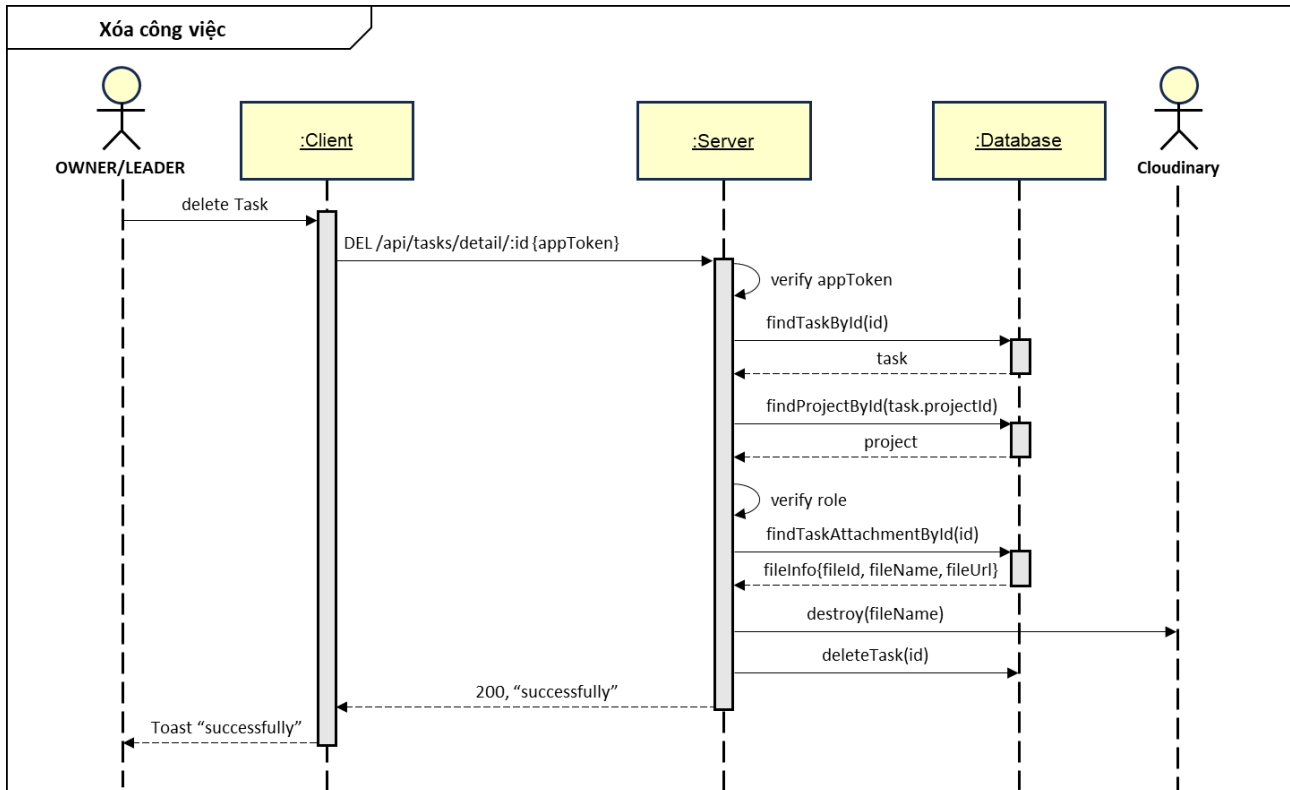 Xóa công việc
OWNER/LEADER
:Client
:Server
:Database
Cloudinary
delete Task
DEL /api/tasks/detail/:id {appToken}
verify appToken
findTaskById(id)
task
findProjectById(task.projectId)
project
verify role
findTaskAttachmentById(id)
fileInfo{fileId, fileName, fileUrl}
destroy(fileName)
deleteTask(id)
200, “successfully”
Toast “successfully”